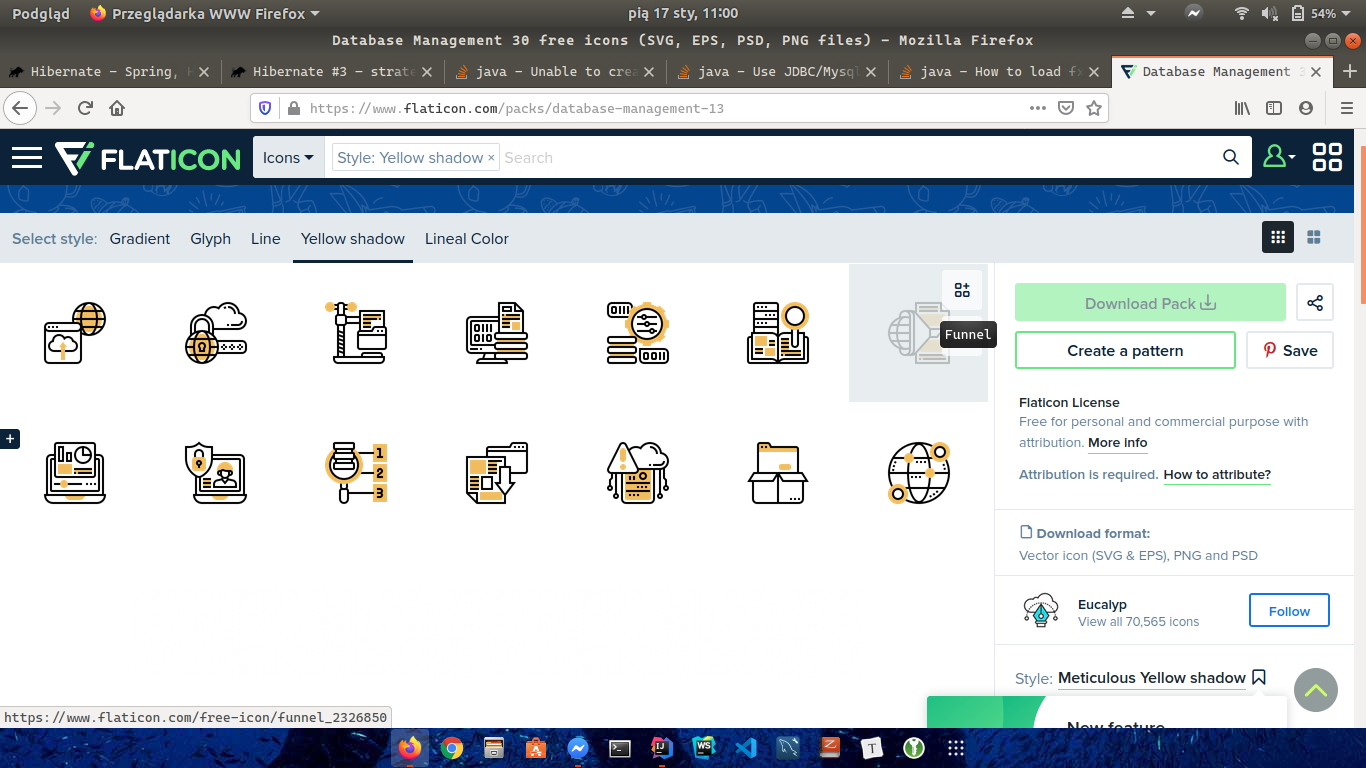 Podgląd
Przeglądarka WWW Firefox
pią 17 sty, 11:00
54%
Database Management 30 free icons (SVG, EPS, PSD, PNG files) - Mozilla Firefox
Hibernate – Spring,
Hibernate #3 – strate
java - Unable to crea
java - Use JDBC/Mysql
java - How to load fx
Database Management
https://www.flaticon.com/packs/database-management-13
FLATICON
Icons
Style: Yellow shadow ×
Search
Select style:
Gradient
Glyph
Line
Yellow shadow
Lineal Color
Funnel
1
2
3
Download Pack
Create a pattern
Save
Flaticon License
Free for personal and commercial purpose with
attribution. More info
Attribution is required. How to attribute?
Download format:
Vector icon (SVG & EPS), PNG and PSD
Eucalyp
View all 70,565 icons
Follow
Style: Meticulous Yellow shadow
New feature
https://www.flaticon.com/free-icon/funnel_2326850
IJ
WS
Z
T